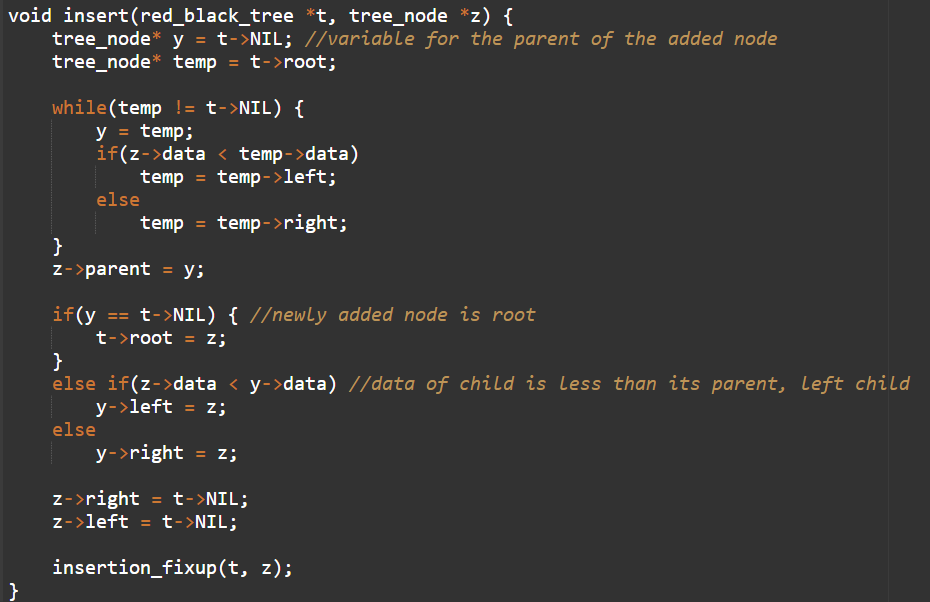 void insert(red_black_tree *t, tree_node *z) {
    tree_node* y = t->NIL; //variable for the parent of the added node
    tree_node* temp = t->root;

    while(temp != t->NIL) {
        y = temp;
        if(z->data < temp->data)
            temp = temp->left;
        else
            temp = temp->right;
    }
    z->parent = y;

    if(y == t->NIL) { //newly added node is root
        t->root = z;
    }
    else if(z->data < y->data) //data of child is less than its parent, left child
        y->left = z;
    else
        y->right = z;

    z->right = t->NIL;
    z->left = t->NIL;

    insertion_fixup(t, z);
}